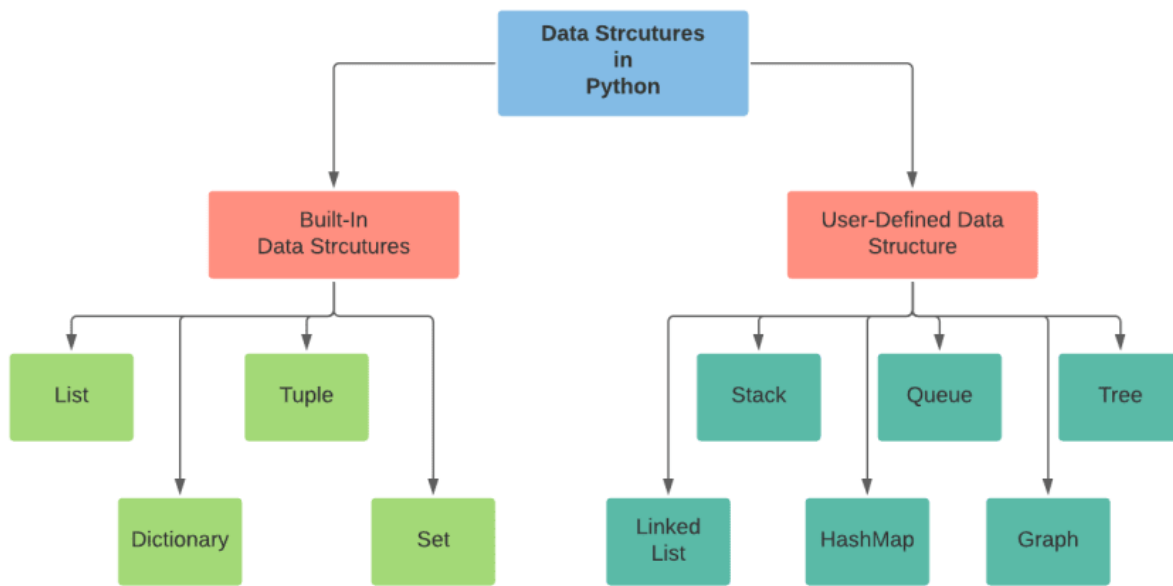 Data Strcutures
in
Python
Built-In
Data Strcutures
User-Defined Data
Structure
List
Tuple
Stack
Queue
Tree
Dictionary
Set
Linked
List
HashMap
Graph